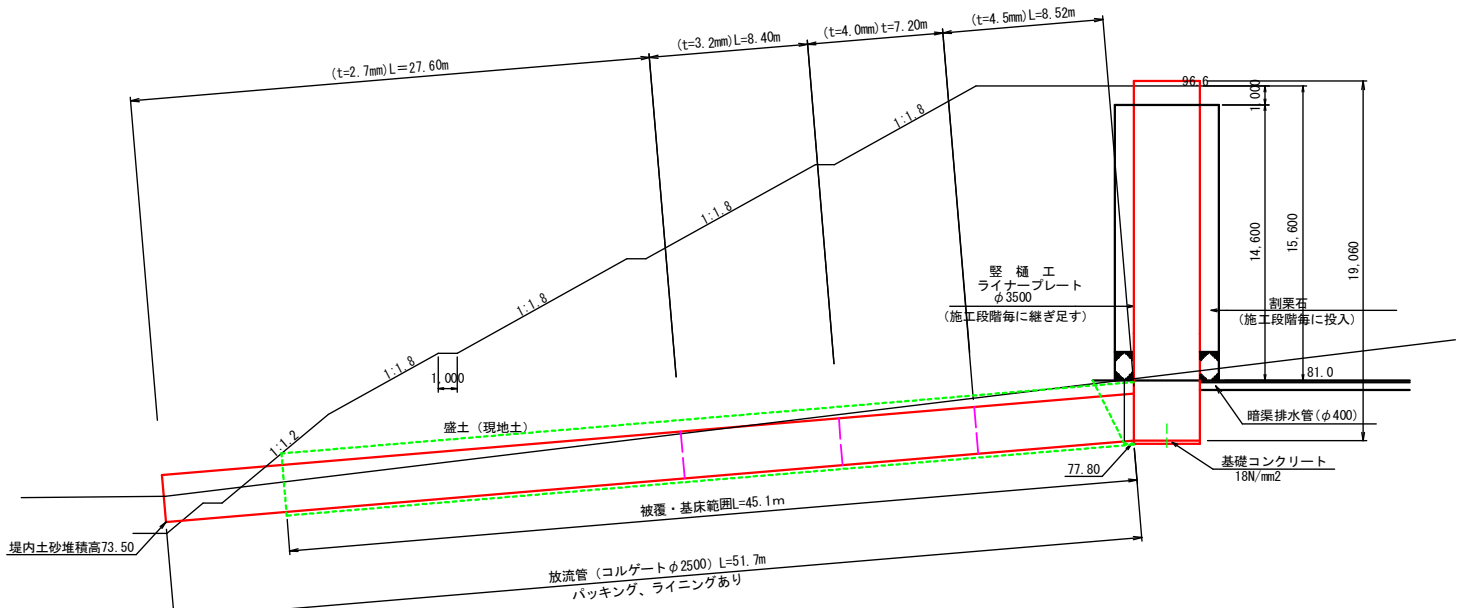 (t=2.7mm)L=27.60m
(t=3.2mm)L=8.40m
(t=4.0mm)t=7.20m
(t=4.5mm)L=8.52m
96.6
1,000
1:1.8
1:1.8
1:1.8
1:1.8
1:1.2
1,000
14,600
15,600
19,060
竪 樋 工
ライナープレート
φ3500
(施工段階毎に継ぎ足す)
割栗石
(施工段階毎に投入)
81.0
暗渠排水管(φ400)
盛土（現地土）
基礎コンクリート
18N/mm2
77.80
被覆・基床範囲L=45.1m
堤内土砂堆積高73.50
放流管（コルゲートφ2500）L=51.7m
パッキング、ライニングあり